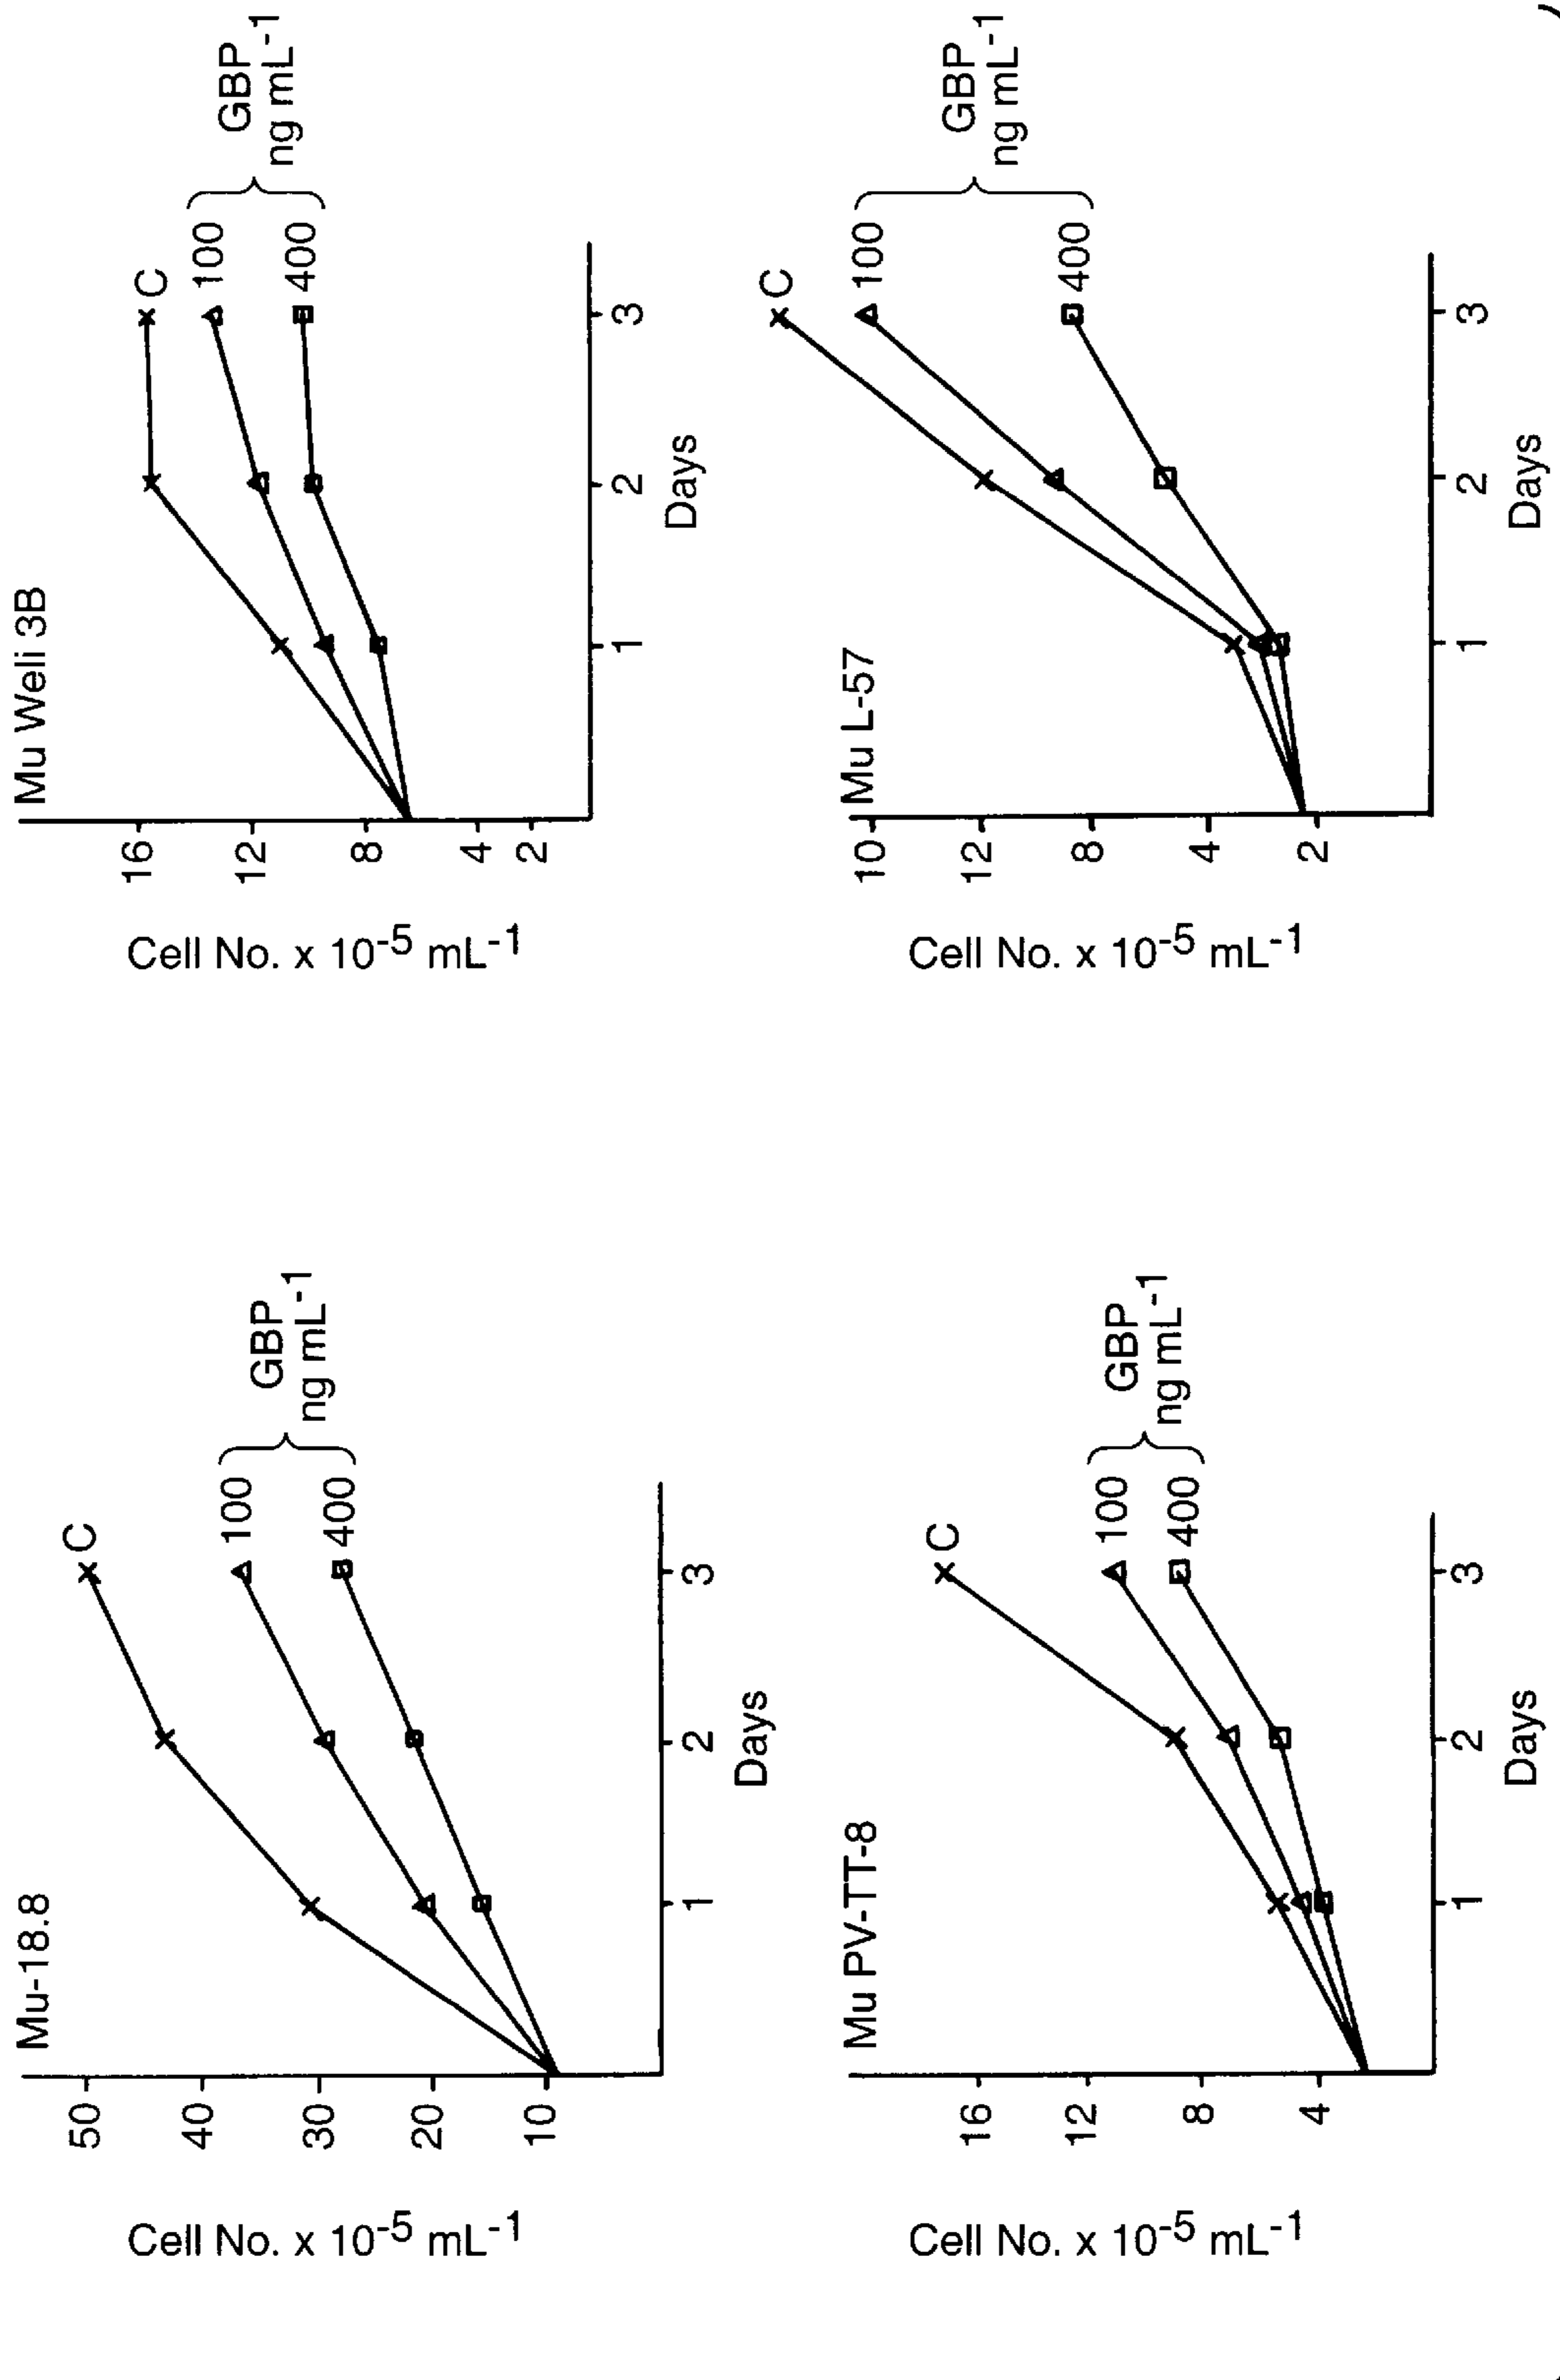 Mu-18.8
Cell No. x 10-5 mL-1
50
40
30
20
10
C
100
400
GBP
ng mL-1
1 2 3
Days
Mu Weli 3B
Cell No. x 10-5 mL-1
16
12
8
4
2
C
100
400
GBP
ng mL-1
1 2 3
Days
Mu PV-TT-8
Cell No. x 10-5 mL-1
16
12
8
4
C
100
400
GBP
ng mL-1
1 2 3
Days
Mu L-57
Cell No. x 10-5 mL-1
10
12
8
4
2
C
100
400
GBP
ng mL-1
1 2 3
Days